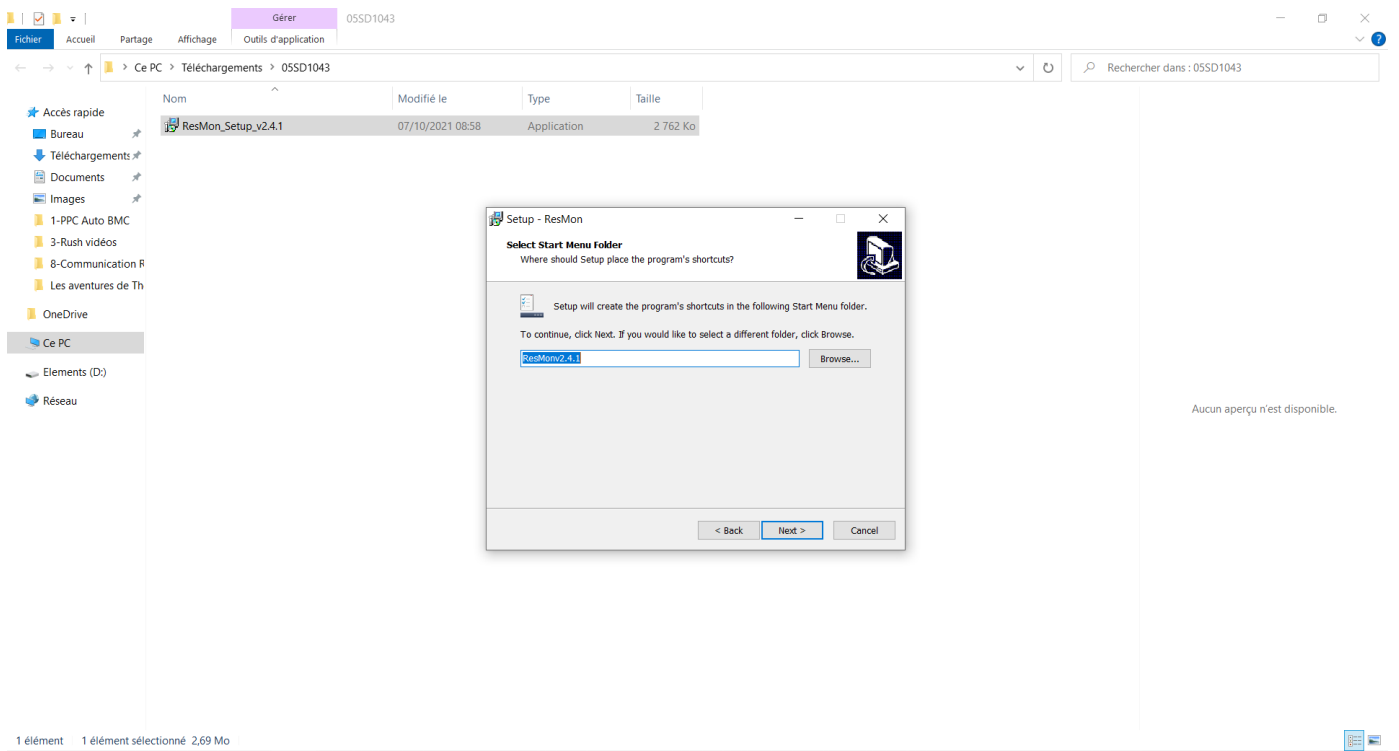 Gérer
05SD1043
Fichier Accueil Partage Affichage Outils d'application
Ce PC > Téléchargements > 05SD1043
Rechercher dans : 05SD1043
Nom Modifié le Type Taille
ResMon_Setup_v2.4.1 07/10/2021 08:58 Application 2 762 Ko
Accès rapide
Bureau
Téléchargements
Documents
Images
1-PPC Auto BMC
3-Rush vidéos
8-Communication R
Les aventures de Th
OneDrive
Ce PC
Elements (D:)
Réseau
Setup - ResMon
Select Start Menu Folder
Where should Setup place the program's shortcuts?
Setup will create the program's shortcuts in the following Start Menu folder.
To continue, click Next. If you would like to select a different folder, click Browse.
ResMonv2.4.1
Browse...
< Back Next > Cancel
Aucun aperçu n'est disponible.
1 élément 1 élément sélectionné 2,69 Mo